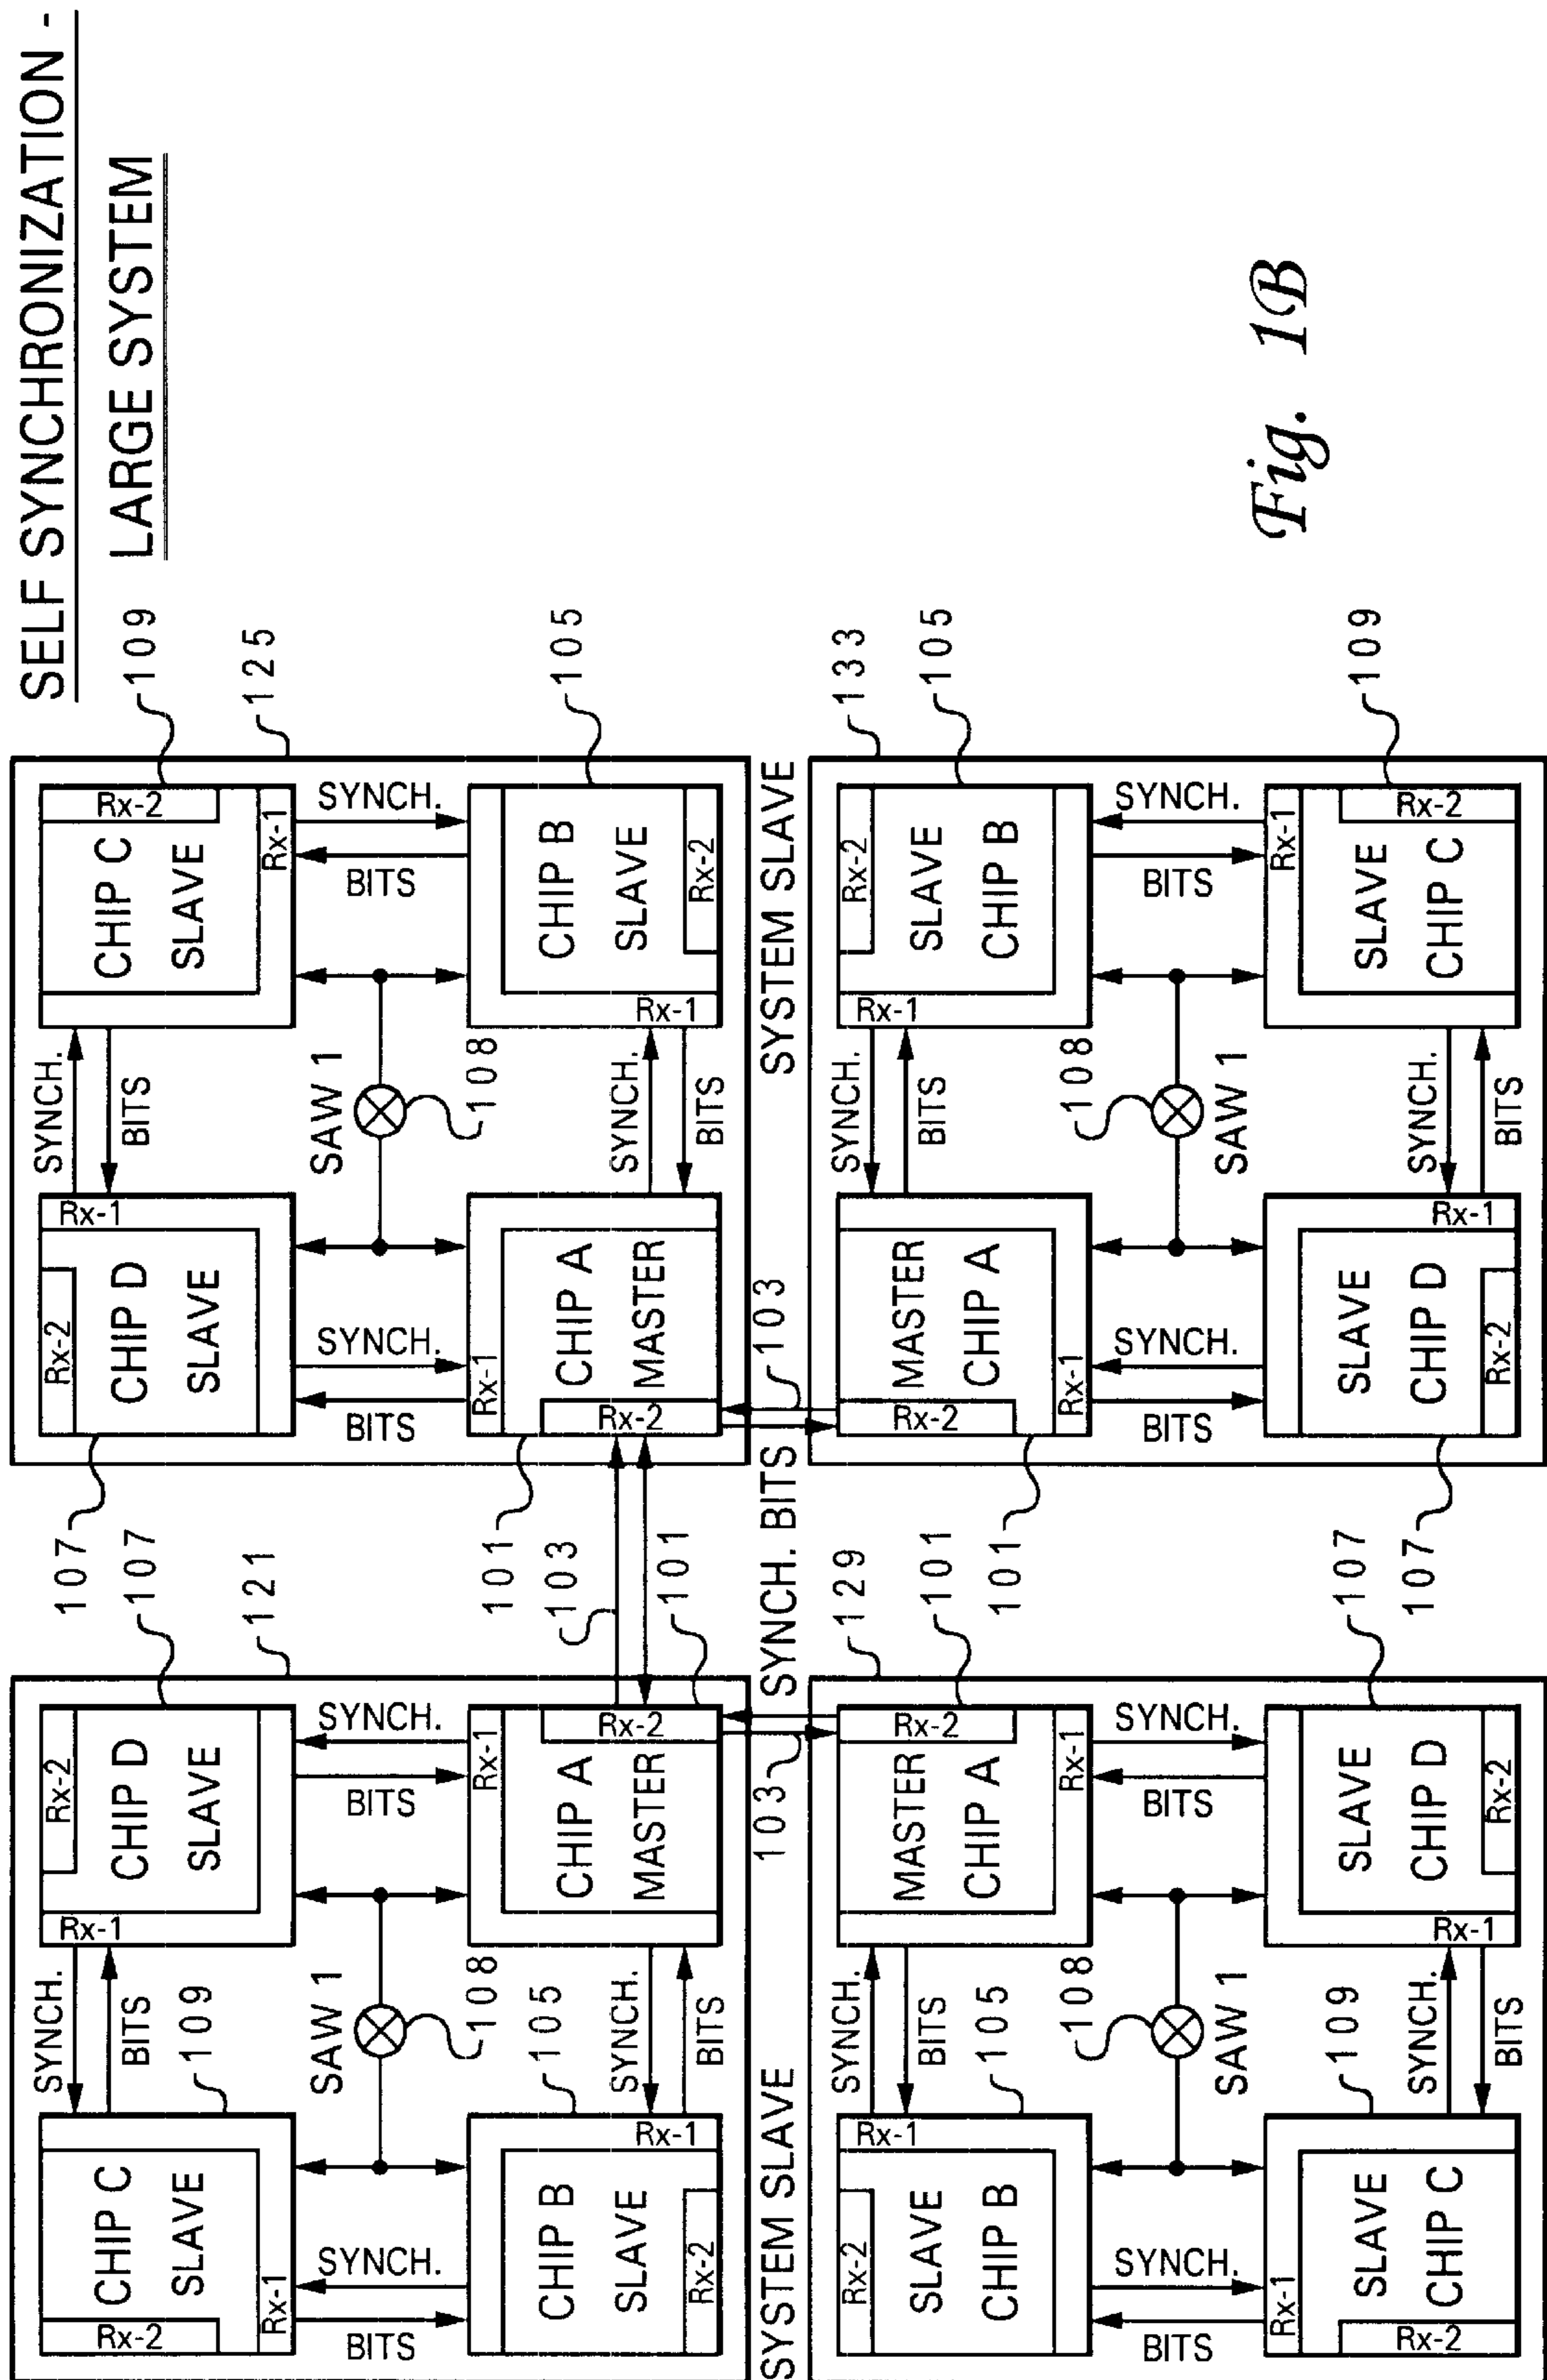 SELF SYNCHRONIZATION -
LARGE SYSTEM
Rx-2
CHIP C
SLAVE
Rx-1
109
SYNCH.
BITS
Rx-1
Rx-2
CHIP D
SLAVE
107
121
SYNCH.
BITS
SAW 1
108
SYNCH.
BITS
CHIP B
SLAVE
Rx-2
Rx-1
105
SYNCH.
BITS
Rx-1
CHIP A
MASTER
Rx-2
101
103
107
Rx-2
CHIP D
SLAVE
Rx-1
SYNCH.
BITS
CHIP C
SLAVE
Rx-2
Rx-1
109
125
SYNCH.
BITS
SAW 1
108
SYNCH.
BITS
101
Rx-1
CHIP A
MASTER
Rx-2
SYNCH.
BITS
Rx-1
CHIP B
SLAVE
Rx-2
105
SYSTEM SLAVE
103
SYNCH. BITS
103
SYSTEM SLAVE
Rx-2
SLAVE
CHIP B
Rx-1
105
SYNCH.
BITS
Rx-2
MASTER
CHIP A
Rx-1
101
129
SYNCH.
BITS
108
SAW 1
SYNCH.
BITS
Rx-1
SLAVE
CHIP C
Rx-2
109
SYNCH.
BITS
Rx-1
SLAVE
CHIP D
Rx-2
107
101
Rx-2
MASTER
CHIP A
Rx-1
SYNCH.
BITS
Rx-1
Rx-2
SLAVE
CHIP B
133
105
SYNCH.
BITS
108
SAW 1
SYNCH.
BITS
107
SLAVE
CHIP D
Rx-2
Rx-1
SYNCH.
BITS
Rx-1
SLAVE
CHIP C
Rx-2
109
Fig. 1B